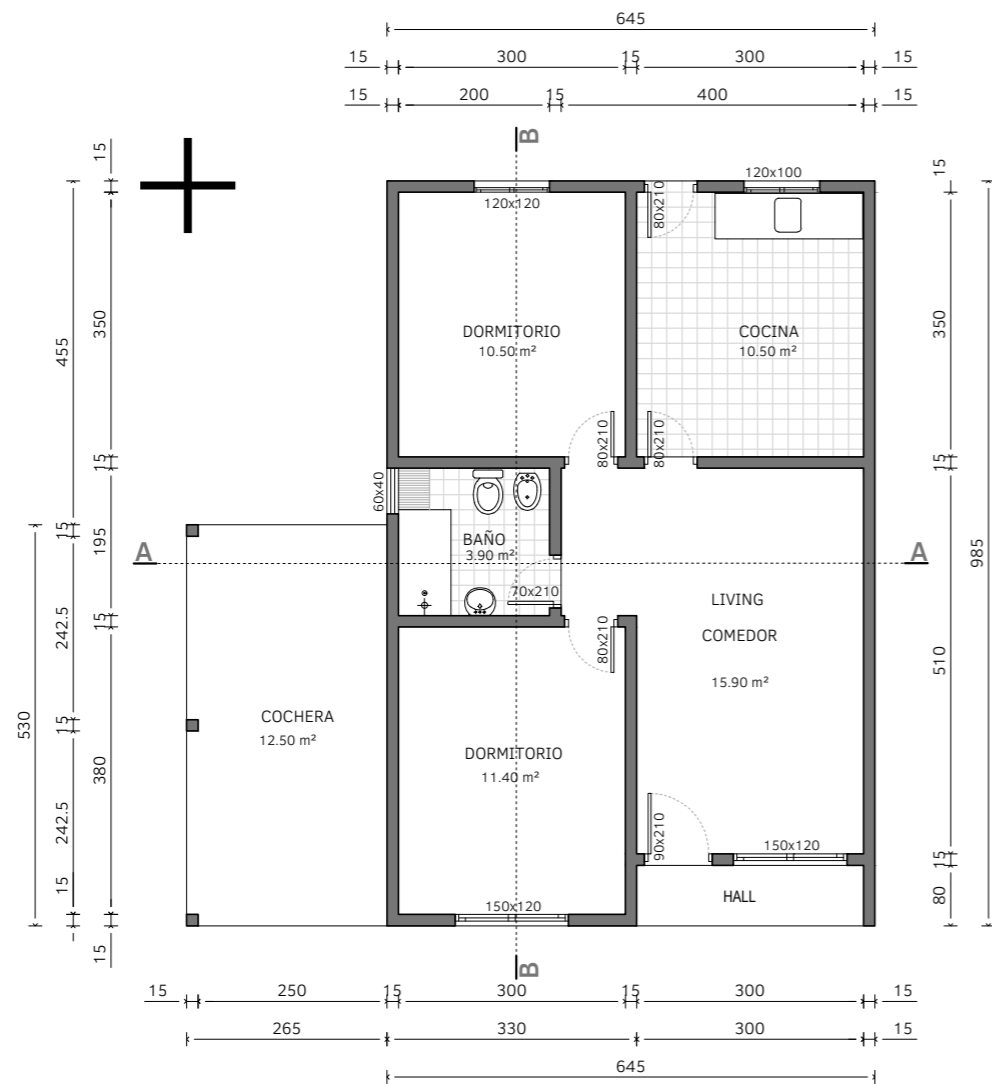 645
15 300 15 300 15
15 200 15 400 15
B
15
455
350
15
195
15
380
15
530
15
242.5
15
242.5
15
120x120
80x210
120x100
15
350
15
510
15
80
985
DORMITORIO
10.50 m²
COCINA
10.50 m²
80x210
80x210
60x40
A
BAÑO
3.90 m²
70x210
A
80x210
LIVING
COMEDOR
15.90 m²
COCHERA
12.50 m²
DORMITORIO
11.40 m²
90x210
150x120
150x120
HALL
B
15 250 15 300 15 300 15
265 330 300 15
645